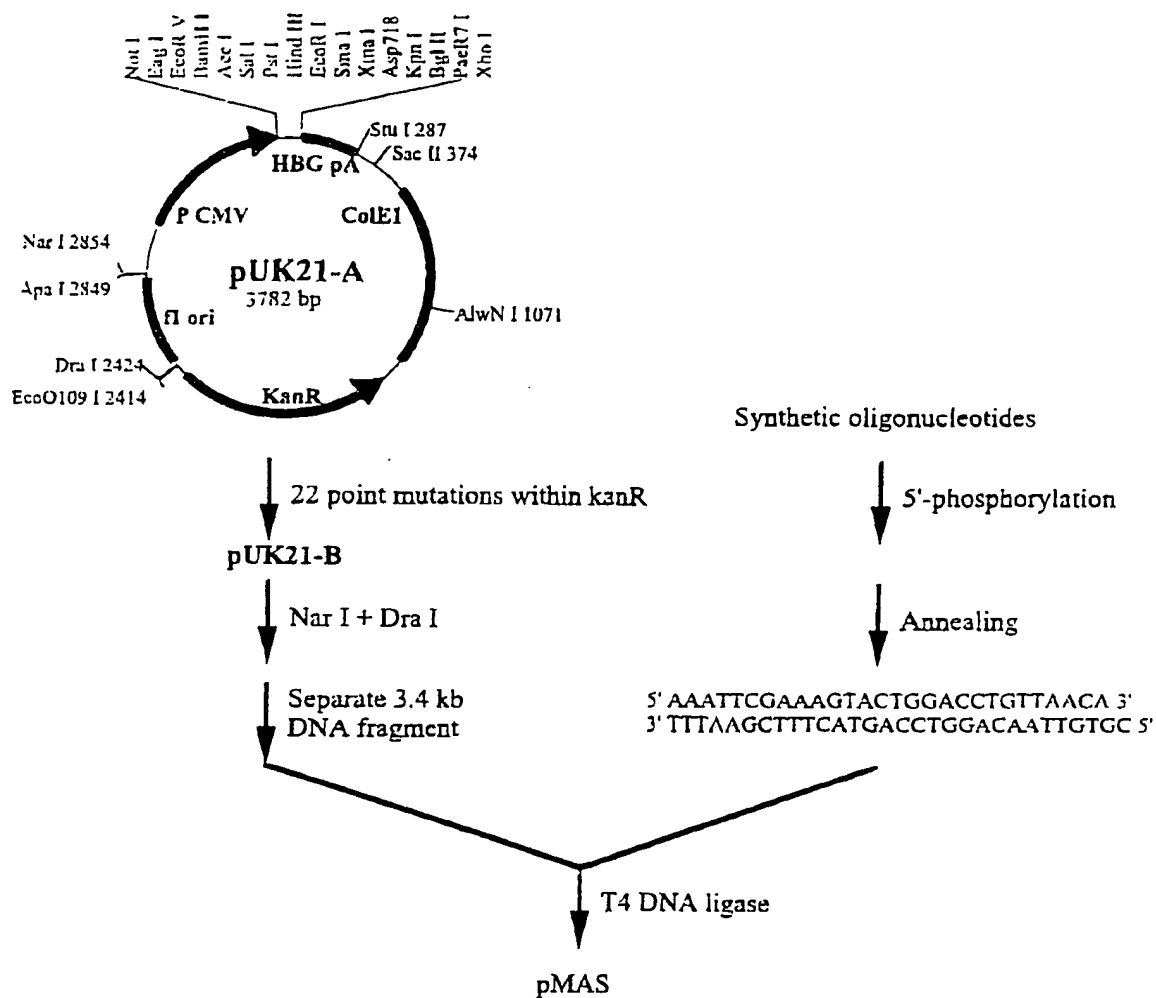 Not I
Eag I
EcoR V
BamH I
Acc I
Sal I
Pst I
Hind III
EcoR I
Sma I
Xma I
Asp718
Kpn I
Bgl II
PaeR7 I
Xho I
Stu I 287
Sac II 374
HBG pA
P CMV
ColE1
Nar I 2854
pUK21-A
3782 bp
Apa I 2849
f1 ori
AlwN I 1071
Dra I 2424
EcoO109 I 2414
KanR
Synthetic oligonucleotides
22 point mutations within kanR
5'-phosphorylation
pUK21-B
Nar I + Dra I
Annealing
Separate 3.4 kb
DNA fragment
5' AAATTCGAAAGTACTGGACCTGTTAACA 3'
3' TTTAAGCTTTCATGACCTGGACAATTGTGC 5'
T4 DNA ligase
pMAS